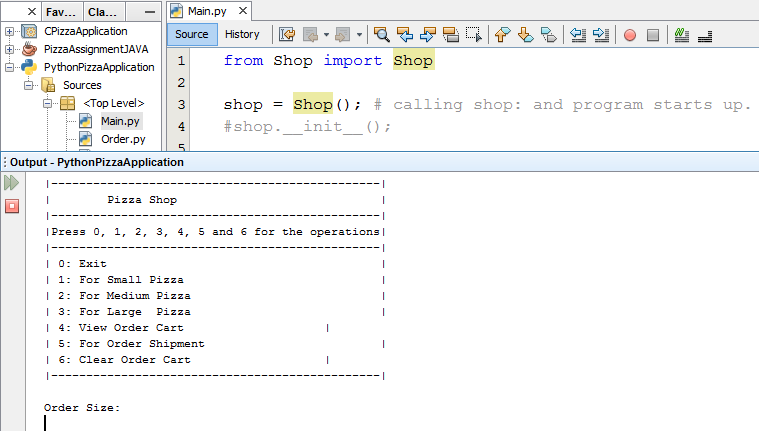 Fav... Cla... Main.py
CPizzaApplication
PizzaAssignmentJAVA
PythonPizzaApplication
Sources
<Top Level>
Main.py
Order.py
Source History
1 from Shop import Shop
2
3 shop = Shop(); # calling shop: and program starts up.
4 #shop.__init__();
5
Output - PythonPizzaApplication
|-----------------------------------------------|
| Pizza Shop |
|-----------------------------------------------|
|Press 0, 1, 2, 3, 4, 5 and 6 for the operations|
|-----------------------------------------------|
| 0: Exit |
| 1: For Small Pizza |
| 2: For Medium Pizza |
| 3: For Large  Pizza |
| 4: View Order Cart |
| 5: For Order Shipment |
| 6: Clear Order Cart |
|-----------------------------------------------|
Order Size: